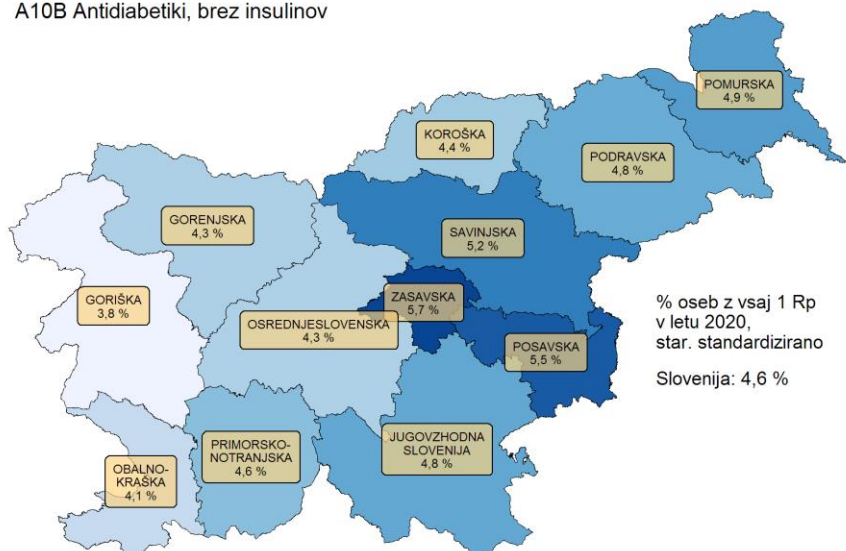 A10B Antidiabetiki, brez insulinov
POMURSKA
4,9 %
KOROŠKA
4,4 %
PODRAVSKA
4,8 %
GORENJSKA
4,3 %
SAVINJSKA
5,2 %
GORIŠKA
3,8 %
ZASAVSKA
5,7 %
OSREDNJESLOVENSKA
4,3 %
POSAVSKA
5,5 %
% oseb z vsaj 1 Rp
v letu 2020,
star. standardizirano
Slovenija: 4,6 %
PRIMORSKO-
NOTRANJSKA
4,6 %
JUGOVZHODNA
SLOVENIJA
4,8 %
OBALNO-
KRAŠKA
4,1 %